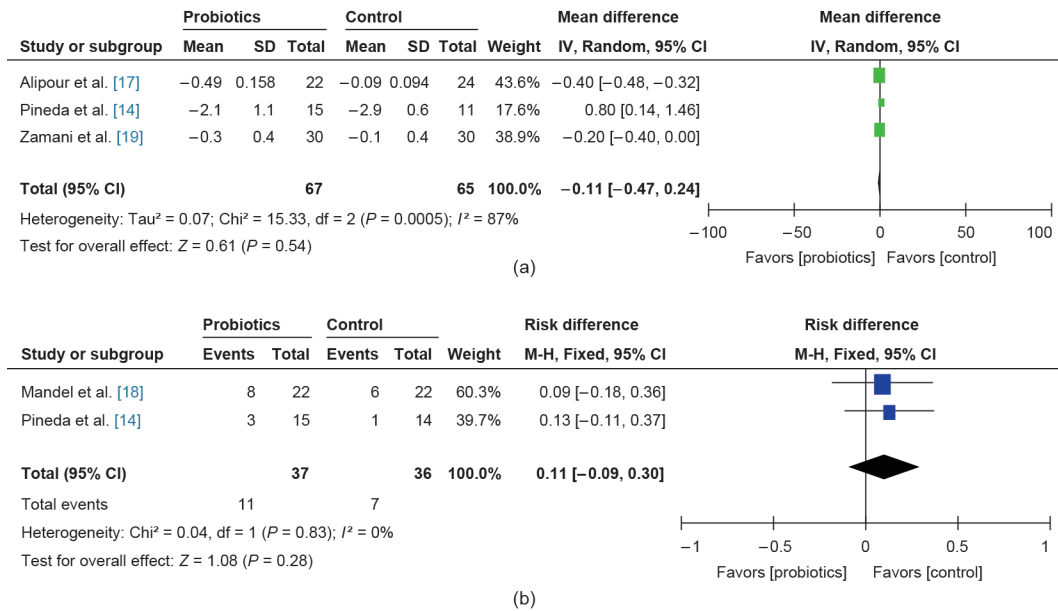 Probiotics Control Mean difference Mean difference
Study or subgroup Mean SD Total Mean SD Total Weight IV, Random, 95% CI IV, Random, 95% CI
Alipour et al. [17] −0.49 0.158 22 −0.09 0.094 24 43.6% −0.40 [−0.48, −0.32]
Pineda et al. [14] −2.1 1.1 15 −2.9 0.6 11 17.6% 0.80 [0.14, 1.46]
Zamani et al. [19] −0.3 0.4 30 −0.1 0.4 30 38.9% −0.20 [−0.40, 0.00]
Total (95% CI) 67 65 100.0% −0.11 [−0.47, 0.24]
Heterogeneity: Tau² = 0.07; Chi² = 15.33, df = 2 (P = 0.0005); I² = 87%
Test for overall effect: Z = 0.61 (P = 0.54)
−100 −50 0 50 100
Favors [probiotics] Favors [control]
(a)
Probiotics Control Risk difference Risk difference
Study or subgroup Events Total Events Total Weight M-H, Fixed, 95% CI M-H, Fixed, 95% CI
Mandel et al. [18] 8 22 6 22 60.3% 0.09 [−0.18, 0.36]
Pineda et al. [14] 3 15 1 14 39.7% 0.13 [−0.11, 0.37]
Total (95% CI) 37 36 100.0% 0.11 [−0.09, 0.30]
Total events 11 7
Heterogeneity: Chi² = 0.04, df = 1 (P = 0.83); I² = 0%
Test for overall effect: Z = 1.08 (P = 0.28)
−1 −0.5 0 0.5 1
Favors [probiotics] Favors [control]
(b)